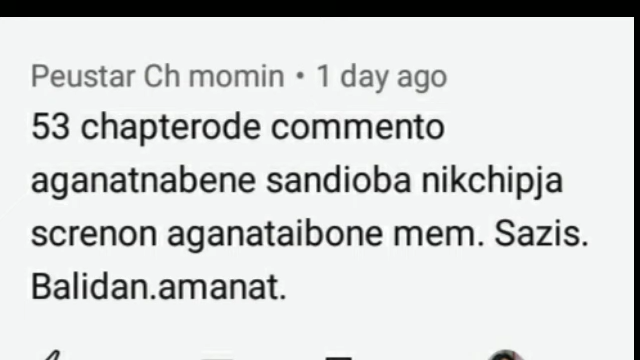 Peustar Ch momin • 1 day ago
53 chapterode commento
aganatnabene sandioba nikchipja
screnon aganataibone mem. Sazis.
Balidan.amanat.